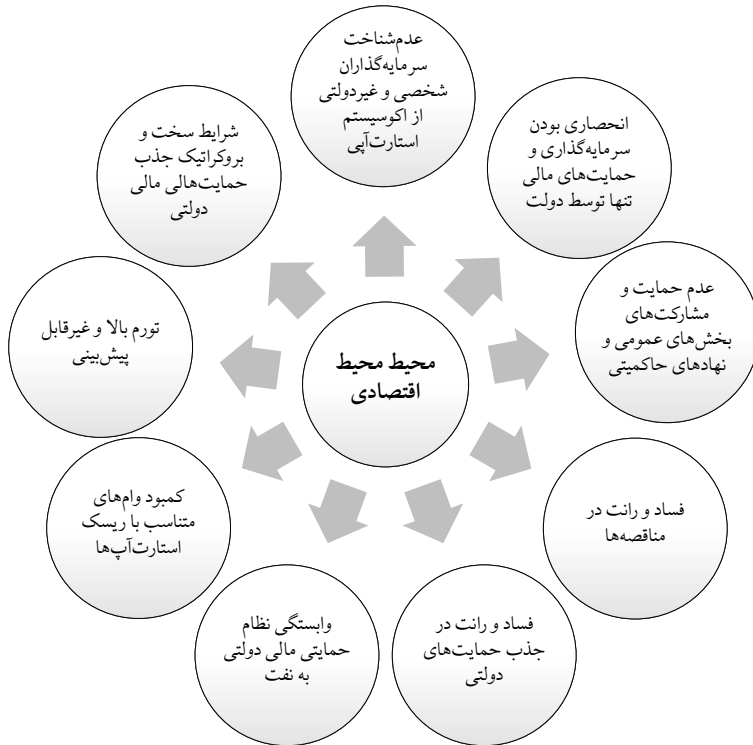 عدم‌شناخت
سرمایه‌گذاران
شخصی و غیردولتی
از اکوسیستم
استارت‌آپی
انحصاری بودن
سرمایه‌گذاری و
حمایت‌های مالی
تنها توسط دولت
عدم حمایت و
مشارکت‌های
بخش‌های عمومی و
نهادهای حاکمیتی
فساد و رانت در
مناقصه‌ها
فساد و رانت در
جذب حمایت‌های
دولتی
وابستگی نظام
حمایتی مالی دولتی
به نفت
کمبود وام‌های
متناسب با ریسک
استارت‌آپ‌ها
تورم بالا و غیرقابل
پیش‌بینی
شرایط سخت و
بروکراتیک جذب
حمایت‌هالی مالی
دولتی
محیط محیط
اقتصادی